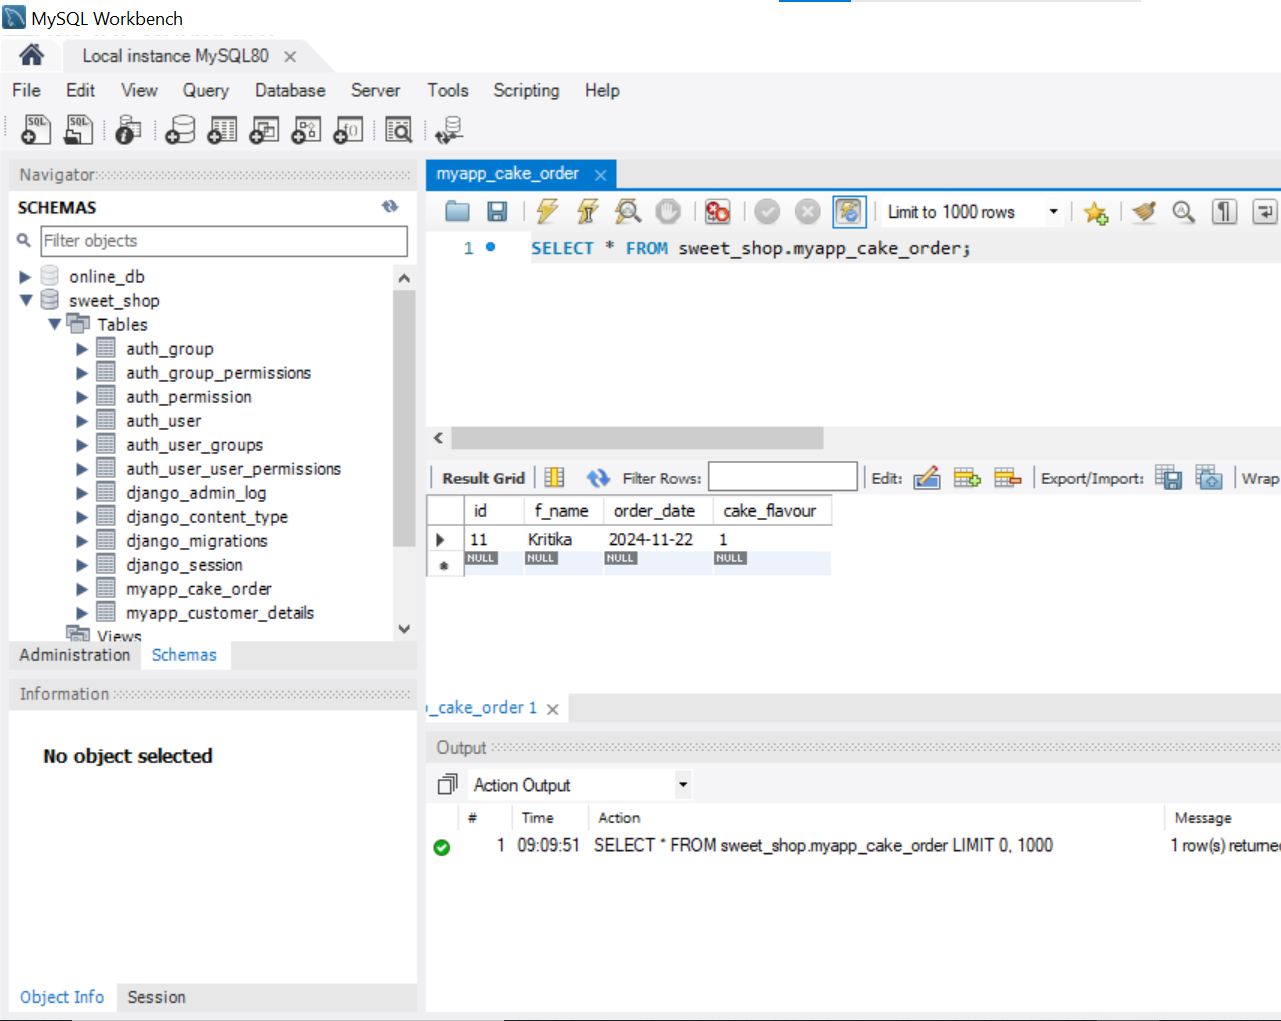 MySQL Workbench
Local instance MySQL80
File Edit View Query Database Server Tools Scripting Help
Navigator
SCHEMAS
Filter objects
online_db
sweet_shop
Tables
auth_group
auth_group_permissions
auth_permission
auth_user
auth_user_groups
auth_user_user_permissions
django_admin_log
django_content_type
django_migrations
django_session
myapp_cake_order
myapp_customer_details
Views
Administration Schemas
Information
No object selected
Object Info Session
myapp_cake_order
Limit to 1000 rows
1 SELECT * FROM sweet_shop.myapp_cake_order;
Result Grid Filter Rows: Edit: Export/Import: Wrap
id f_name order_date cake_flavour
11 Kritika 2024-11-22 1
NULL NULL NULL NULL
_cake_order 1
Output
Action Output
# Time Action Message
1 09:09:51 SELECT * FROM sweet_shop.myapp_cake_order LIMIT 0, 1000 1 row(s) returned